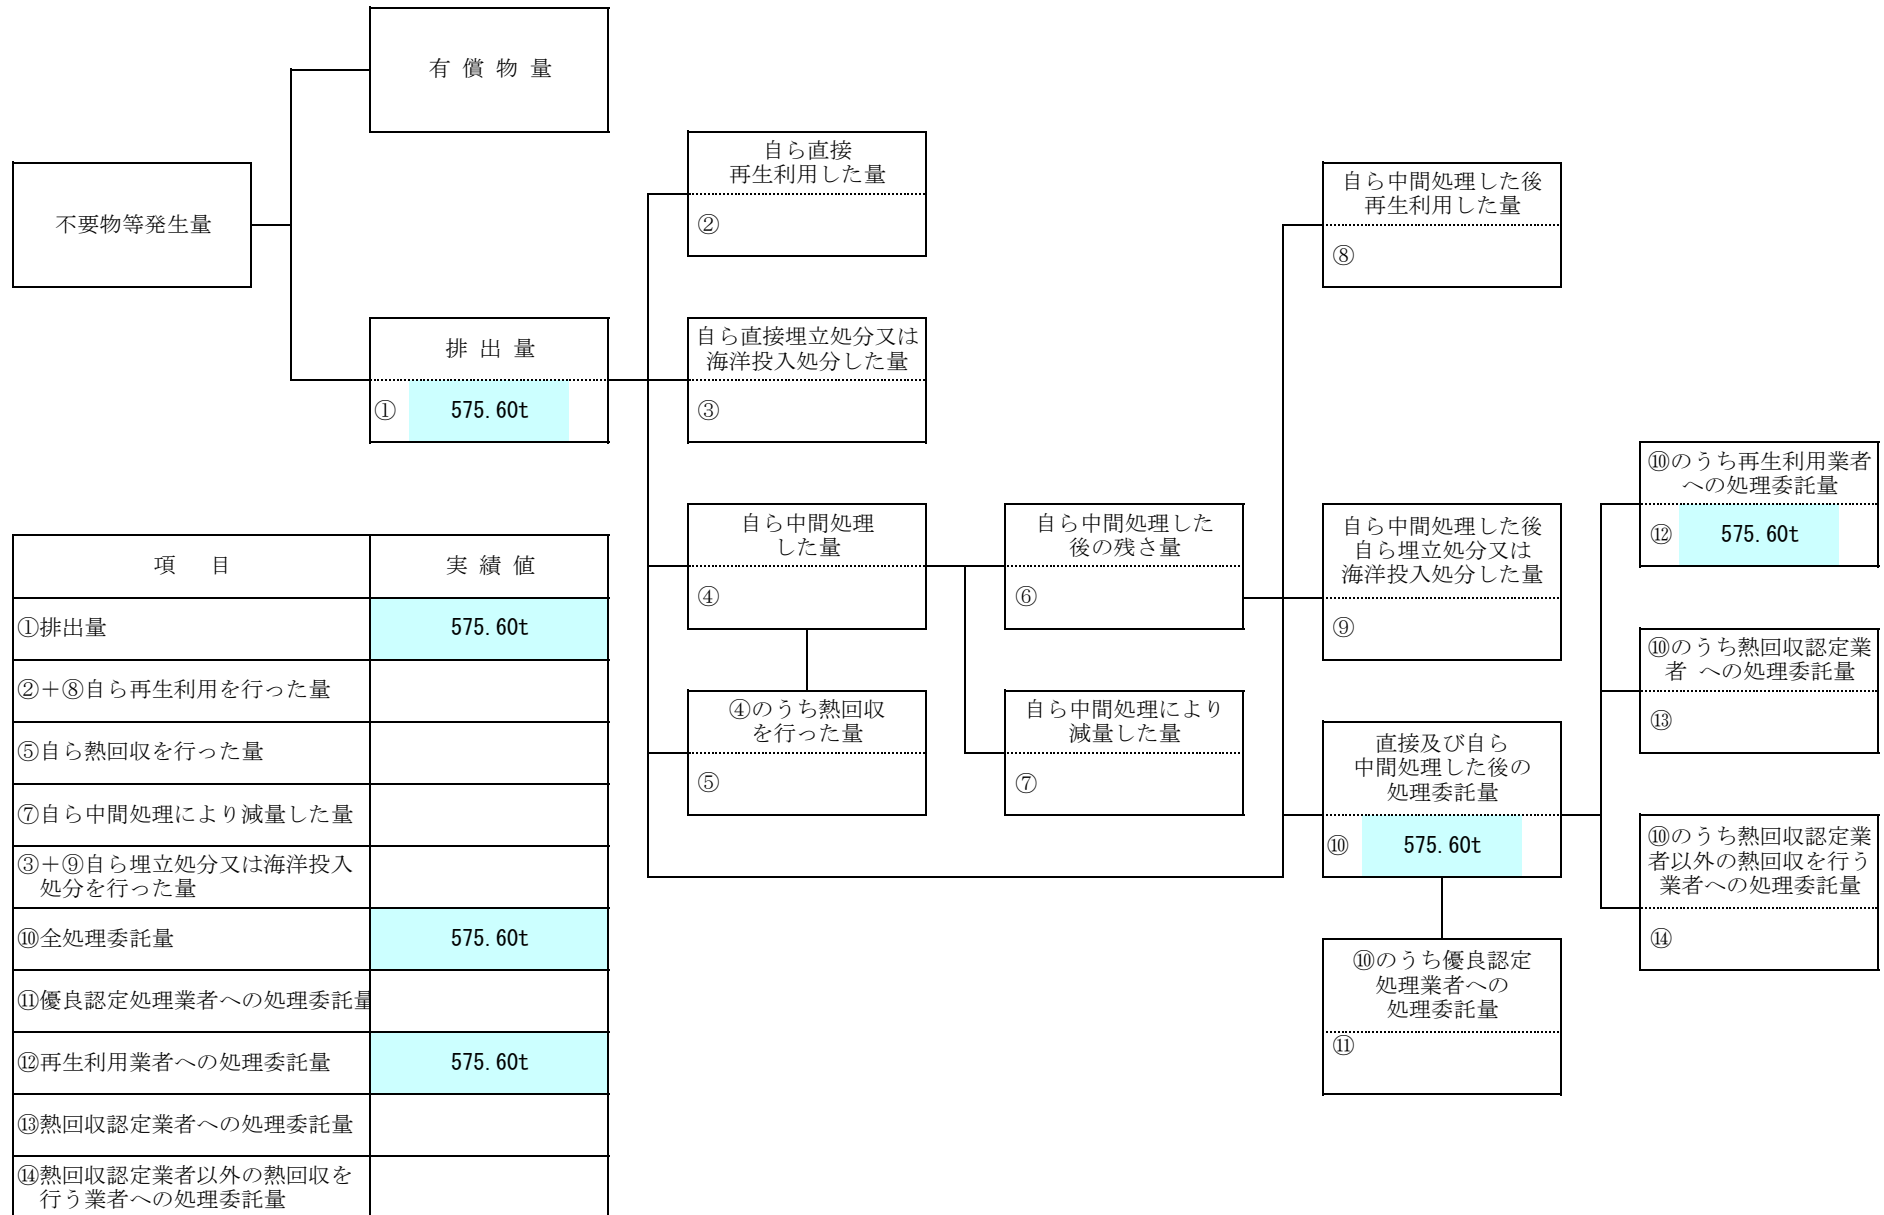 有 償 物 量
不要物等発生量
排 出 量
① 575.60t
自ら直接
再生利用した量
②
自ら直接埋立処分又は
海洋投入処分した量
③
自ら中間処理
した量
④
④のうち熱回収
を行った量
⑤
自ら中間処理した
後の残さ量
⑥
自ら中間処理により
減量した量
⑦
自ら中間処理した後
再生利用した量
⑧
自ら中間処理した後
自ら埋立処分又は
海洋投入処分した量
⑨
直接及び自ら
中間処理した後の
処理委託量
⑩ 575.60t
⑩のうち優良認定
処理業者への
処理委託量
⑪
⑩のうち再生利用業者
への処理委託量
⑫ 575.60t
⑩のうち熱回収認定業
者 への処理委託量
⑬
⑩のうち熱回収認定業
者以外の熱回収を行う
業者への処理委託量
⑭
項 目 実 績 値
①排出量 575.60t
②＋⑧自ら再生利用を行った量
⑤自ら熱回収を行った量
⑦自ら中間処理により減量した量
③＋⑨自ら埋立処分又は海洋投入
処分を行った量
⑩全処理委託量 575.60t
⑪優良認定処理業者への処理委託量
⑫再生利用業者への処理委託量 575.60t
⑬熱回収認定業者への処理委託量
⑭熱回収認定業者以外の熱回収を
行う業者への処理委託量